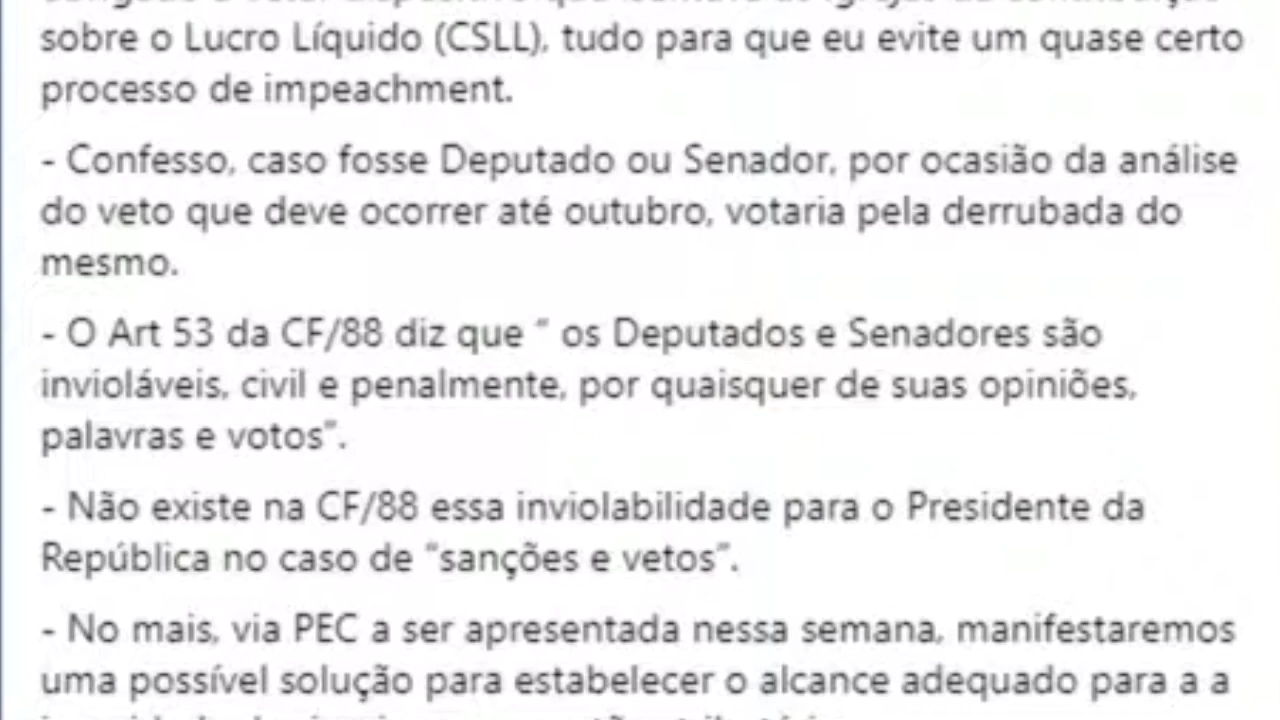 sobre o Lucro Líquido (CSLL), tudo para que eu evite um quase certo
processo de impeachment.
- Confesso, caso fosse Deputado ou Senador, por ocasião da análise
do veto que deve ocorrer até outubro, votaria pela derrubada do
mesmo.
- O Art 53 da CF/88 diz que " os Deputados e Senadores são
invioláveis, civil e penalmente, por quaisquer de suas opiniões,
palavras e votos".
- Não existe na CF/88 essa inviolabilidade para o Presidente da
República no caso de "sanções e vetos".
- No mais, via PEC a ser apresentada nessa semana, manifestaremos
uma possível solução para estabelecer o alcance adequado para a a